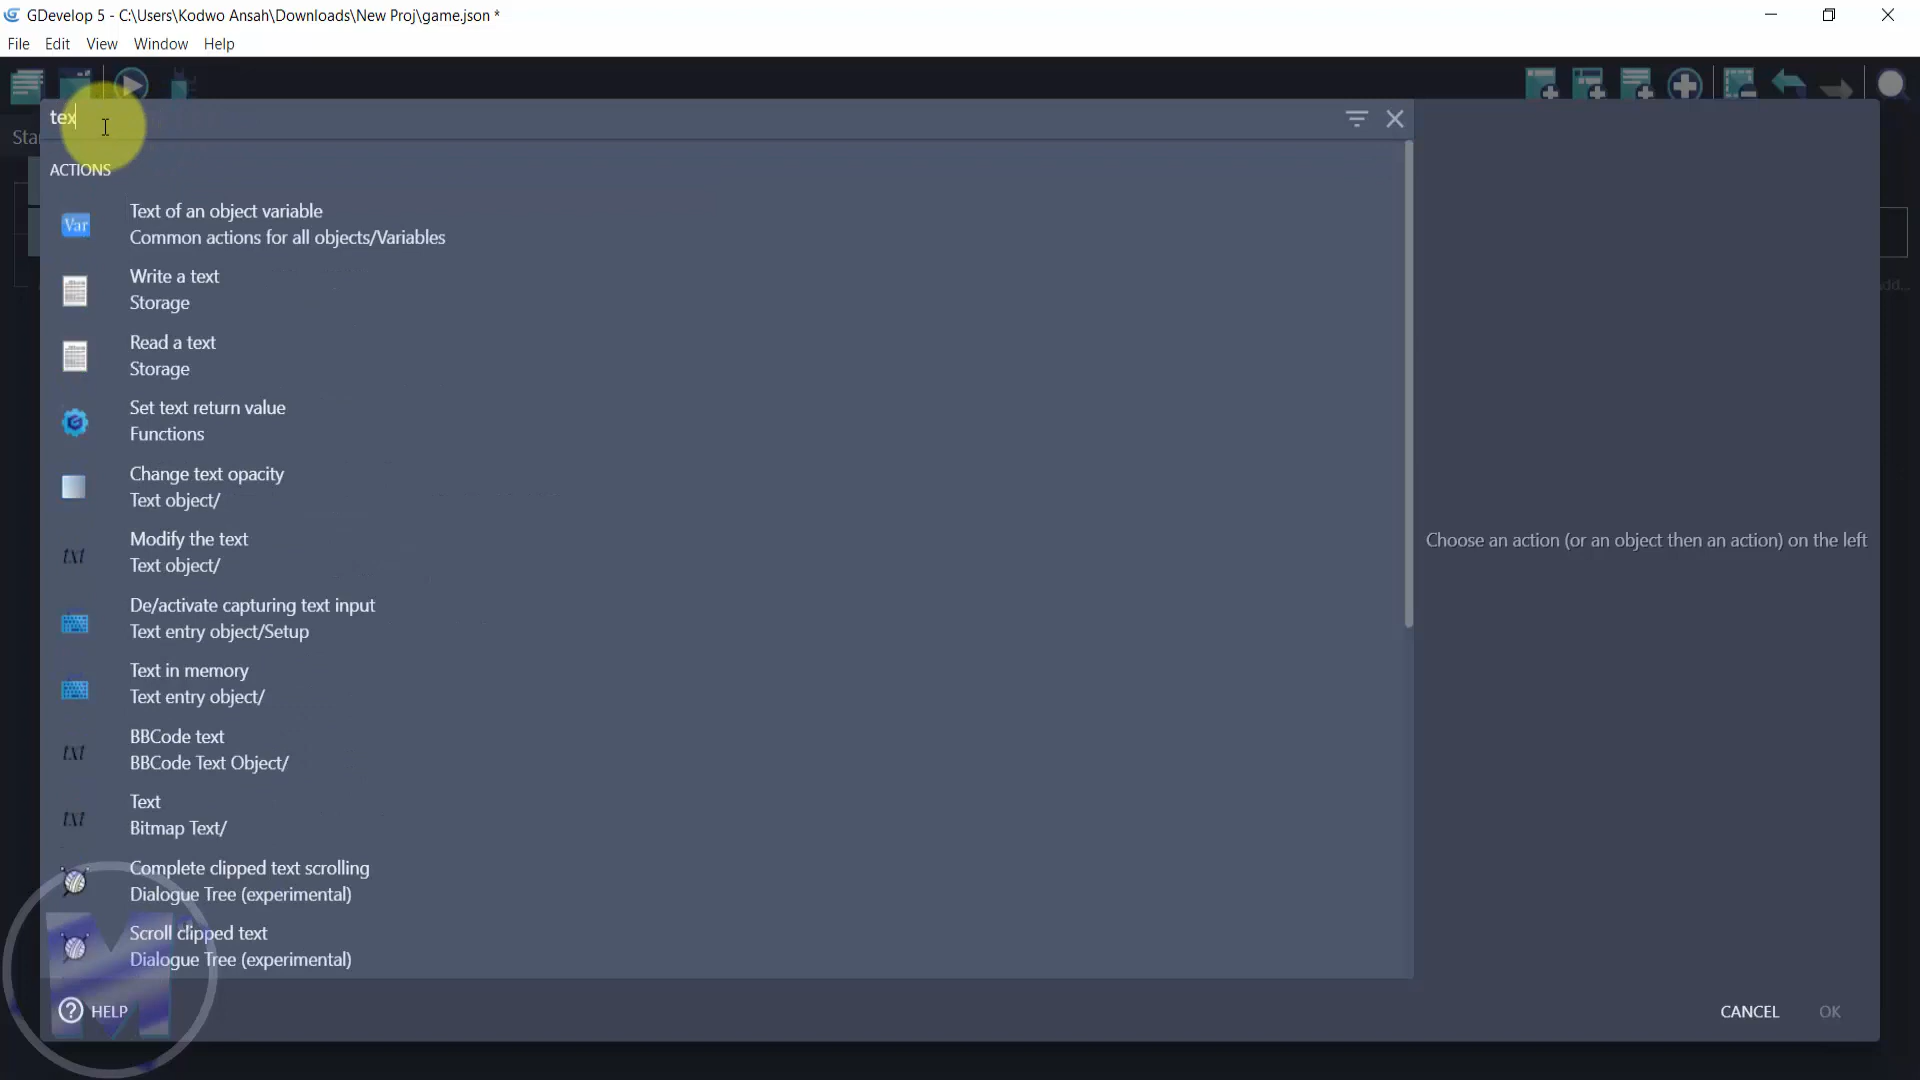 GDevelop 5 - C:\Users\Kodwo Ansah\Downloads\New Proj\game.json *
File Edit View Window Help
tex
ACTIONS
Text of an object variable
Common actions for all objects/Variables
Write a text
Storage
Read a text
Storage
Set text return value
Functions
Change text opacity
Text object/
Modify the text
Text object/
De/activate capturing text input
Text entry object/Setup
Text in memory
Text entry object/
BBCode text
BBCode Text Object/
Text
Bitmap Text/
Complete clipped text scrolling
Dialogue Tree (experimental)
Scroll clipped text
Dialogue Tree (experimental)
Choose an action (or an object then an action) on the left
HELP
CANCEL OK